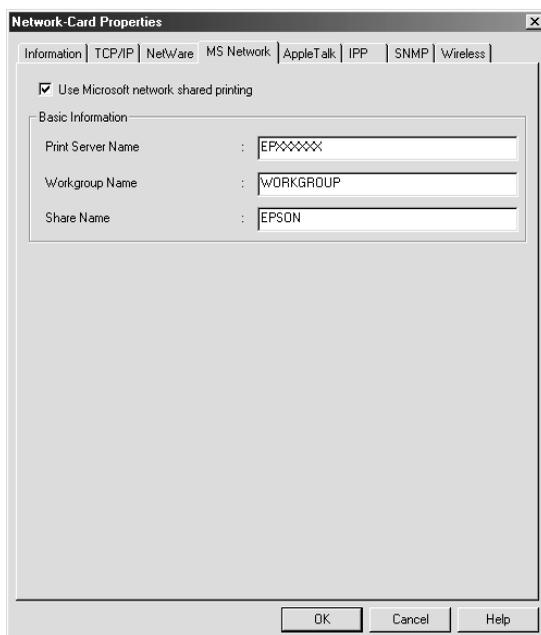 Network-Card Properties
Information TCP/IP NetWare MS Network AppleTalk IPP SNMP Wireless
Use Microsoft network shared printing
Basic Information
Print Server Name : EPXXXXXX
Workgroup Name : WORKGROUP
Share Name : EPSON
OK Cancel Help